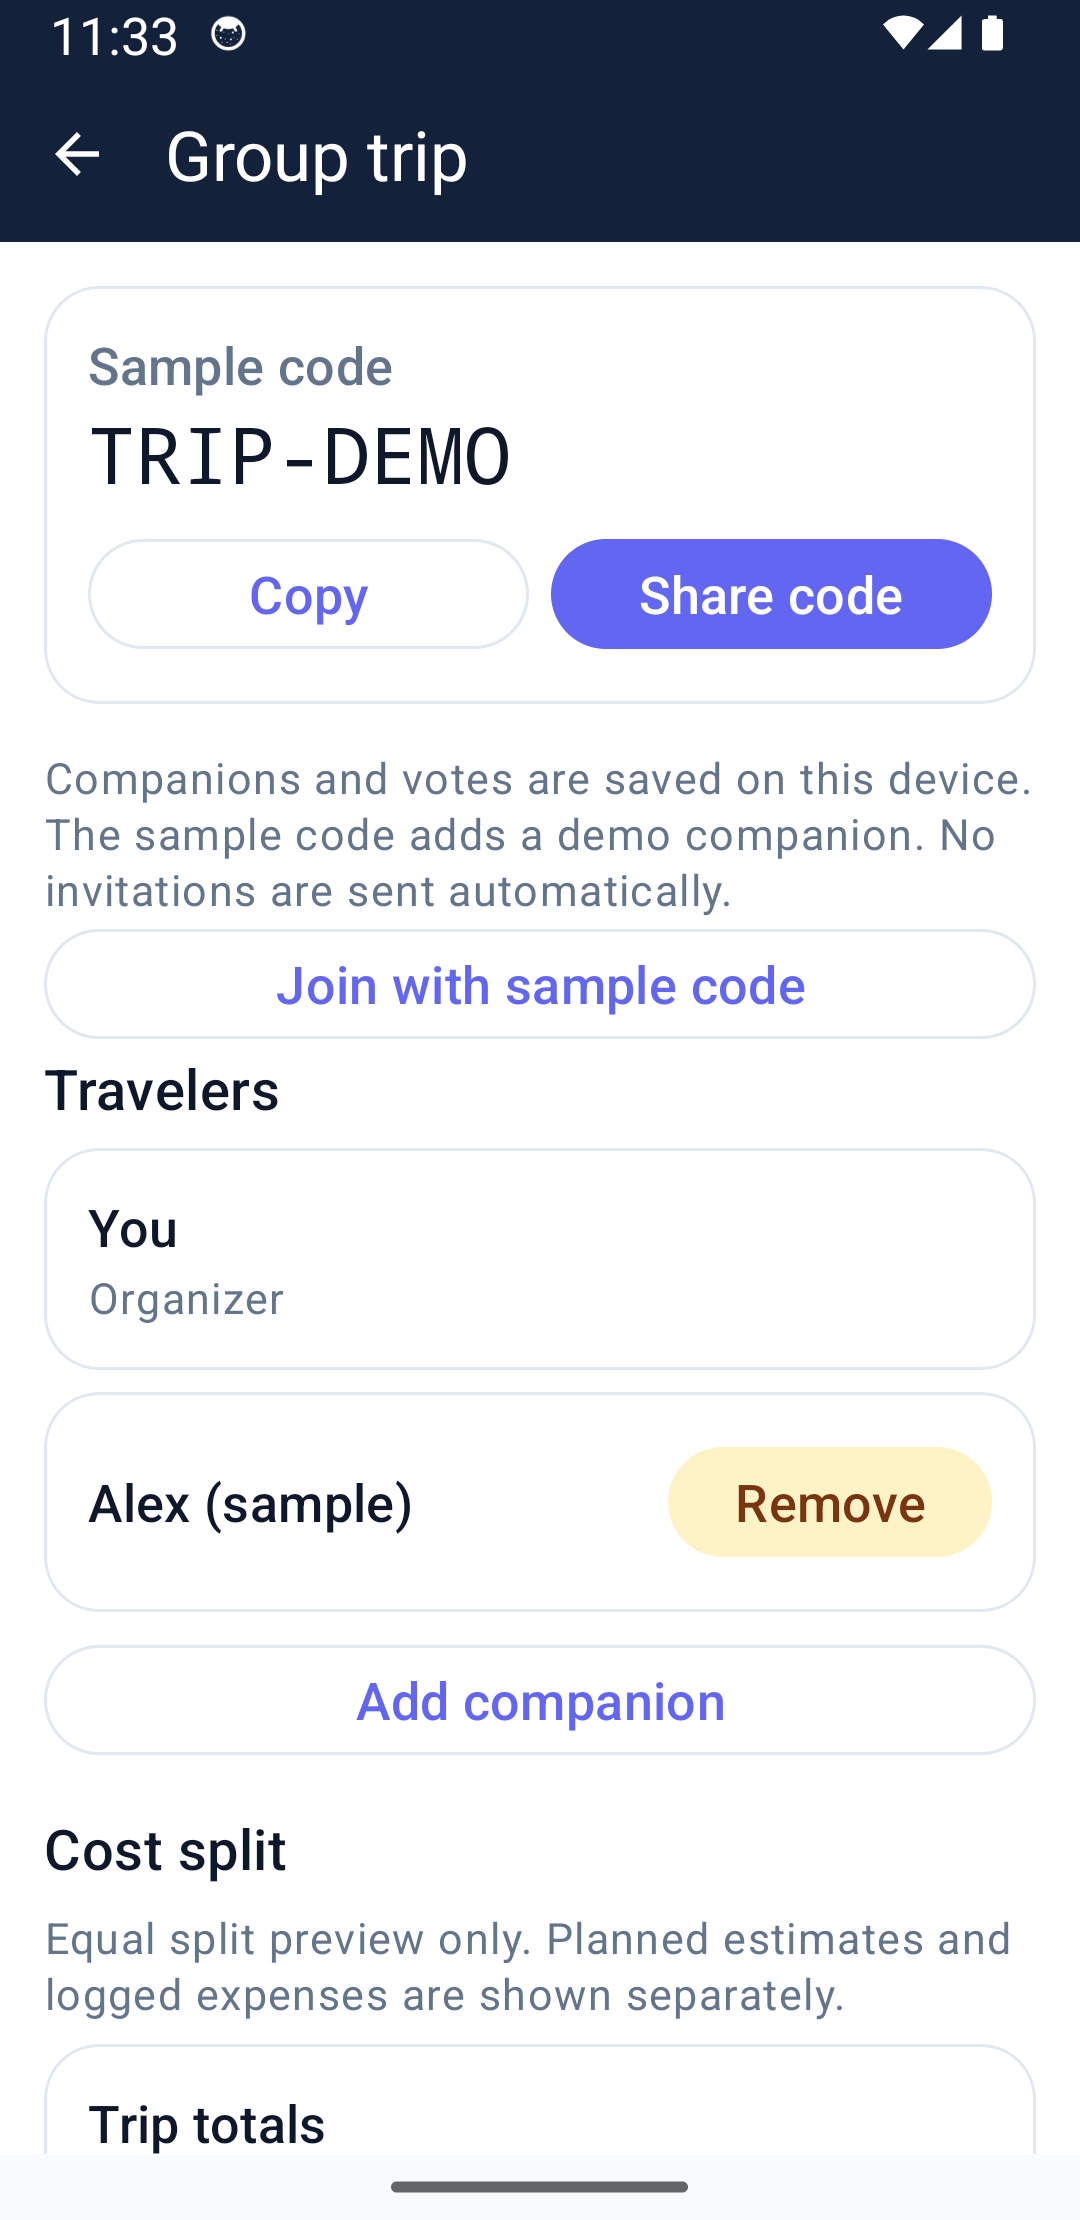 11:33
Group trip
Sample code
TRIP-DEMO
Copy
Share code
Companions and votes are saved on this device.
The sample code adds a demo companion. No
invitations are sent automatically.
Join with sample code
Travelers
You
Organizer
Alex (sample)
Remove
Add companion
Cost split
Equal split preview only. Planned estimates and
logged expenses are shown separately.
Trip totals